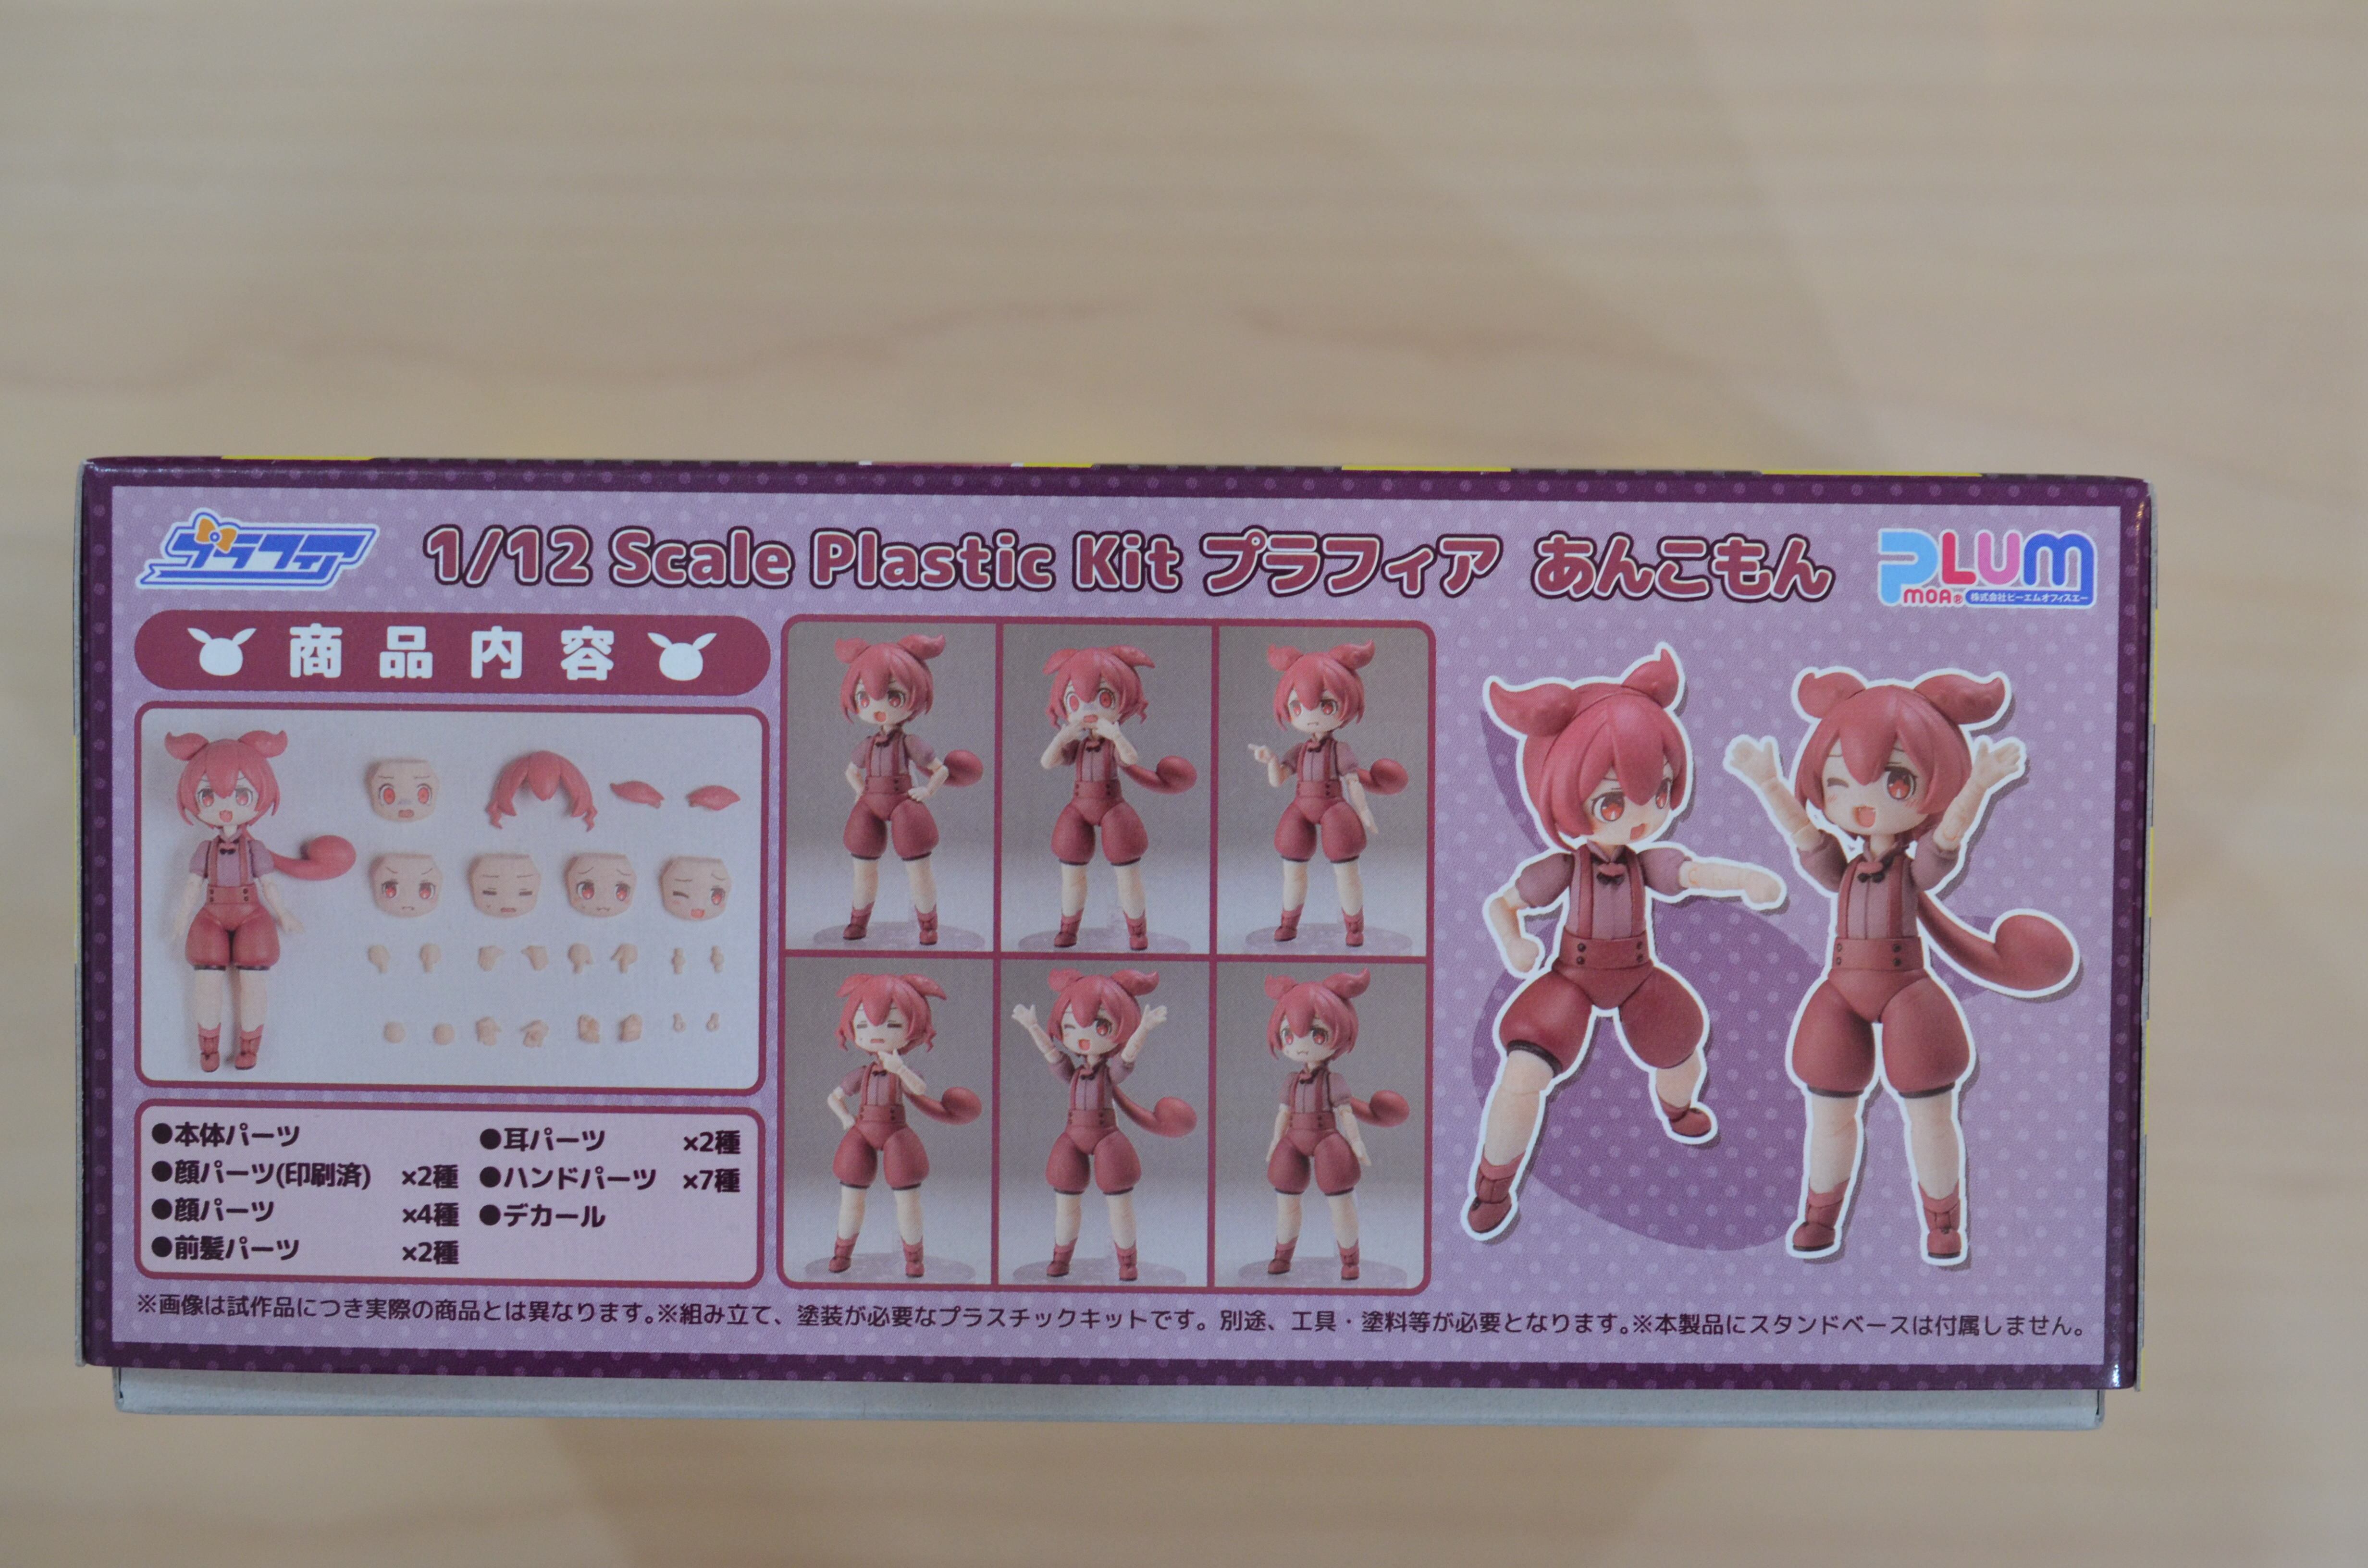 プラフィア
1/12 Scale Plastic Kit プラフィア あんこもん
PLUM
MOA® 株式会社ピーエムオフィスエー
商品内容
●本体パーツ
●顔パーツ(印刷済) ×2種
●顔パーツ ×4種
●前髪パーツ ×2種
●耳パーツ ×2種
●ハンドパーツ ×7種
●デカール
※画像は試作品につき実際の商品とは異なります。※組み立て、塗装が必要なプラスチックキットです。別途、工具・塗料等が必要となります。※本製品にスタンドベースは付属しません。